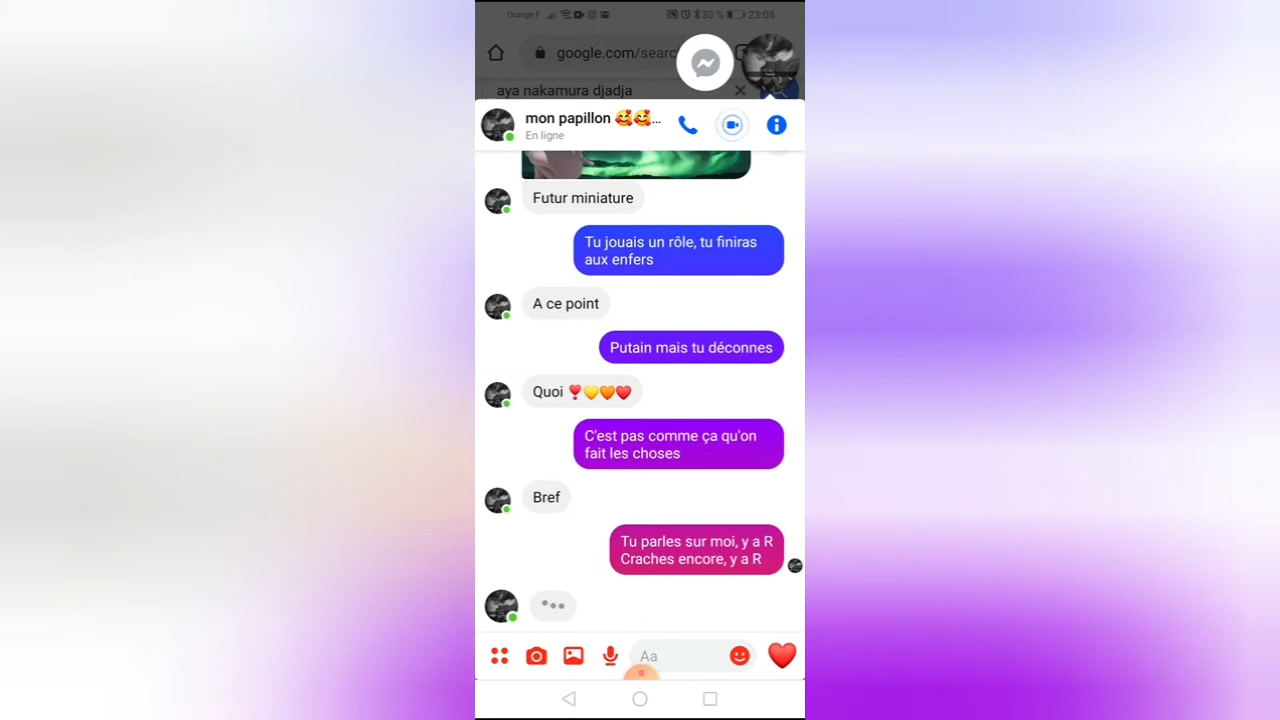 Orange F
30 %
23:05
google.com/searc
aya nakamura djadja
mon papillon 🥰🥰...
En ligne
Futur miniature
Tu jouais un rôle, tu finiras
aux enfers
A ce point
Putain mais tu déconnes
Quoi ❣️💛🧡❤️
C'est pas comme ça qu'on
fait les choses
Bref
Tu parles sur moi, y a R
Craches encore, y a R
Aa